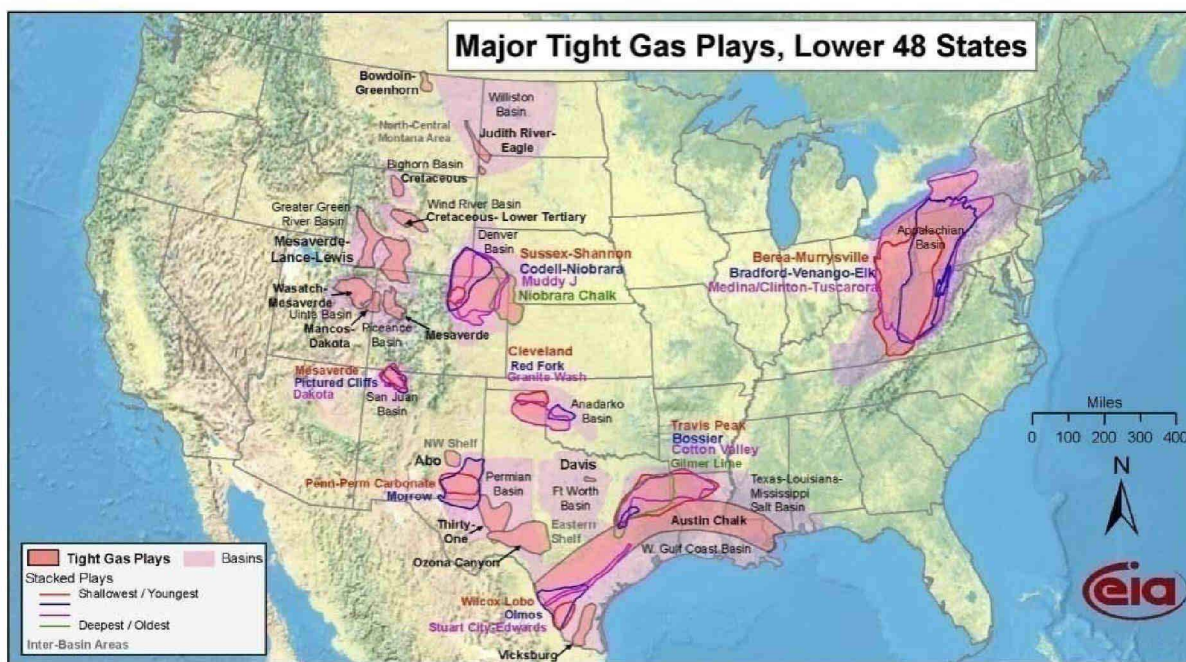 Major Tight Gas Plays, Lower 48 States
Bowdoin-
Greenhorn
Williston
Basin
North-Central
Montana Area
Judith River-
Eagle
Bighorn Basin
Cretaceous
Wind River Basin
Cretaceous- Lower Tertiary
Greater Green
River Basin
Mesaverde-
Lance-Lewis
Denver
Basin
Sussex-Shannon
Codell-Niobrara
Muddy J
Niobrara Chalk
Appalachian
Basin
Berea-Murrysville
Bradford-Venango-Elk
Medina/Clinton-Tuscarora
Wasatch-
Mesaverde
Uinta Basin
Mancos-
Dakota
Piceance
Basin
Mesaverde
Mesaverde
Pictured Cliffs
Dakota
San Juan
Basin
Cleveland
Red Fork
Granite Wash
Anadarko
Basin
Miles
0 100 200 300 400
N
Travis Peak
Bossier
Cotton Valley
Gilmer Lime
NW Shelf
Abo
Penn-Perm Carbonate
Morrow
Permian
Basin
Davis
Ft Worth
Basin
Texas-Louisiana-
Mississippi
Salt Basin
Thirty-
One
Eastern
Shelf
Ozona Canyon
Austin Chalk
W. Gulf Coast Basin
Wilcox Lobo
Olmos
Stuart City-Edwards
Vicksburg
Tight Gas Plays
Basins
Stacked Plays
Shallowest / Youngest
Deepest / Oldest
Inter-Basin Areas
eia